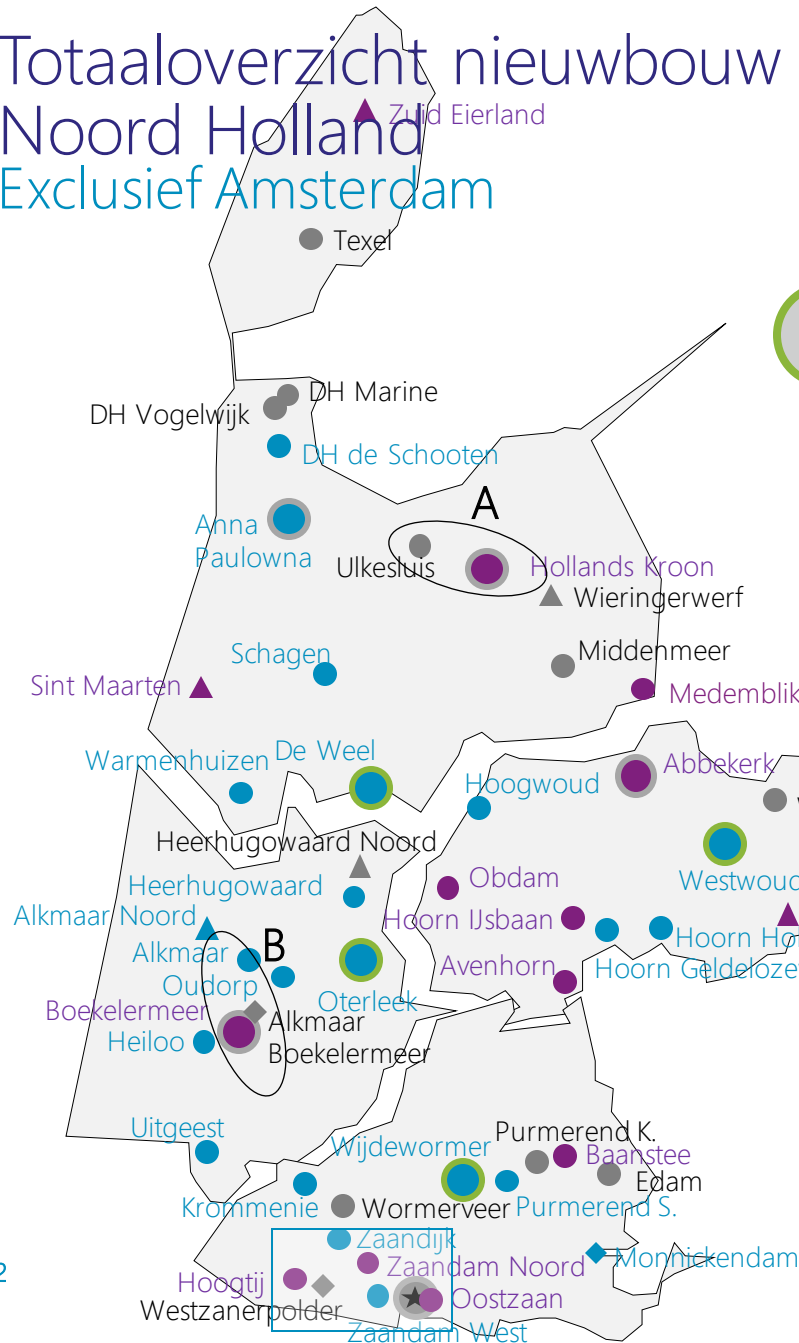 Totaaloverzicht nieuwbouw
Noord Holland
Exclusief Amsterdam
Zuid Eierland
Texel
DH Marine
DH Vogelwijk
DH de Schooten
A
Anna
Paulowna
Ulkesluis
Hollands Kroon
Wieringerwerf
Schagen
Middenmeer
Sint Maarten
Medemblik
Warmenhuizen
De Weel
Hoogwoud
Abbekerk
Heerhugowaard Noord
Heerhugowaard
Obdam
Westwoud
Alkmaar Noord
Hoorn IJsbaan
Alkmaar
B
Hoorn Geldeloze
Avenhorn
Oudorp
Oterleek
Boekelermeer
Alkmaar
Boekelermeer
Heiloo
Uitgeest
Wijdewormer
Purmerend K.
Baanstee
Edam
Krommenie
Wormerveer
Purmerend S.
Zaandijk
Monnickendam
Zaandam Noord
2
Hoogtij
Westzanerpolder
Oostzaan
Zaandam West